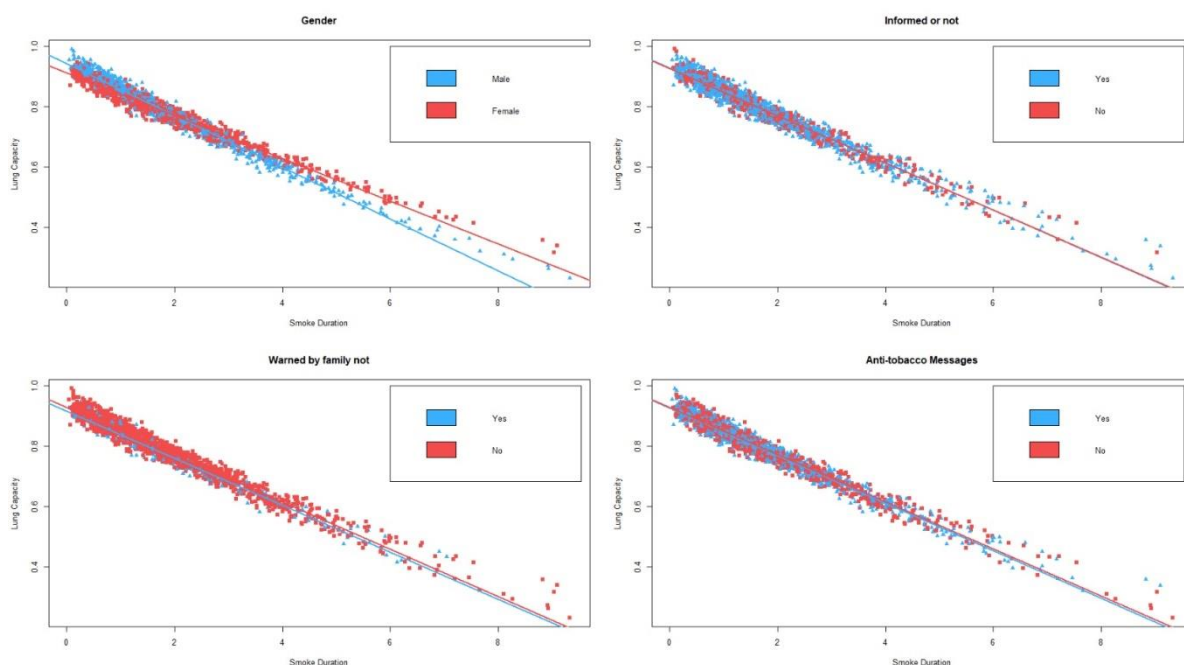 Gender
Lung Capacity
1.0
0.8
0.6
0.4
Male
Female
0 2 4 6 8
Smoke Duration
Informed or not
Lung Capacity
1.0
0.8
0.6
0.4
Yes
No
0 2 4 6 8
Smoke Duration
Warned by family not
Lung Capacity
1.0
0.8
0.6
0.4
Yes
No
0 2 4 6 8
Smoke Duration
Anti-tobacco Messages
Lung Capacity
1.0
0.8
0.6
0.4
Yes
No
0 2 4 6 8
Smoke Duration